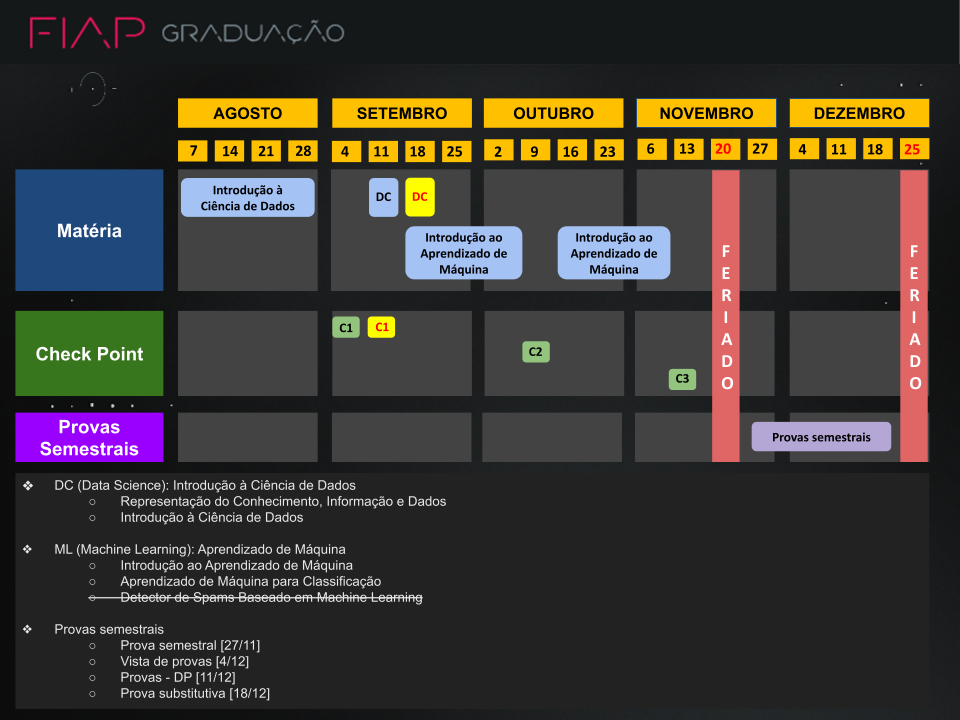 FIAP GRADUAÇÃO
AGOSTO SETEMBRO OUTUBRO NOVEMBRO DEZEMBRO
7 14 21 28 4 11 18 25 2 9 16 23 6 13 20 27 4 11 18 25
Matéria
Introdução à
Ciência de Dados
DC DC
Introdução ao
Aprendizado de
Máquina
Introdução ao
Aprendizado de
Máquina
F
E
R
I
A
D
O
F
E
R
I
A
D
O
Check Point
C1 C1
C2
C3
Provas
Semestrais
Provas semestrais
❖ DC (Data Science): Introdução à Ciência de Dados
○ Representação do Conhecimento, Informação e Dados
○ Introdução à Ciência de Dados
❖ ML (Machine Learning): Aprendizado de Máquina
○ Introdução ao Aprendizado de Máquina
○ Aprendizado de Máquina para Classificação
○ Detector de Spams Baseado em Machine Learning
❖ Provas semestrais
○ Prova semestral [27/11]
○ Vista de provas [4/12]
○ Provas - DP [11/12]
○ Prova substitutiva [18/12]